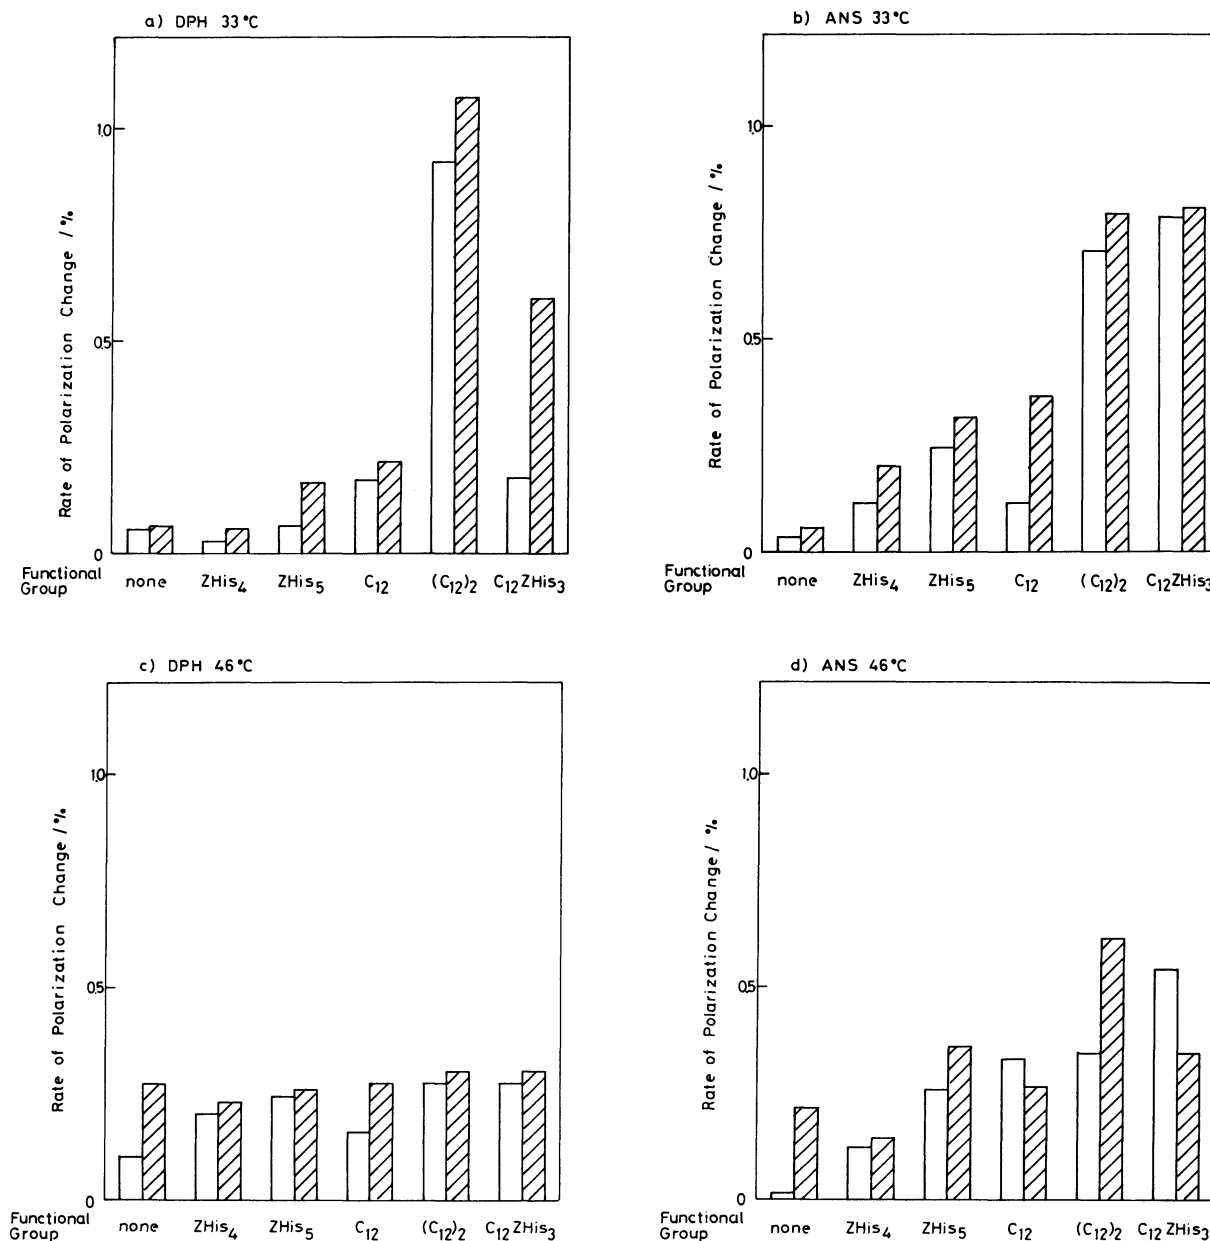 a) DPH 33°C
Rate of Polarization Change / %
1.0
0.5
0
Functional Group
none
ZHis₄
ZHis₅
C₁₂
(C₁₂)₂
C₁₂ZHis₃
b) ANS 33°C
Rate of Polarization Change / %
1.0
0.5
0
Functional Group
none
ZHis₄
ZHis₅
C₁₂
(C₁₂)₂
C₁₂ZHis₃
c) DPH 46°C
Rate of Polarization Change / %
1.0
0.5
0
Functional Group
none
ZHis₄
ZHis₅
C₁₂
(C₁₂)₂
C₁₂ZHis₃
d) ANS 46°C
Rate of Polarization Change / %
1.0
0.5
0
Functional Group
none
ZHis₄
ZHis₅
C₁₂
(C₁₂)₂
C₁₂ZHis₃